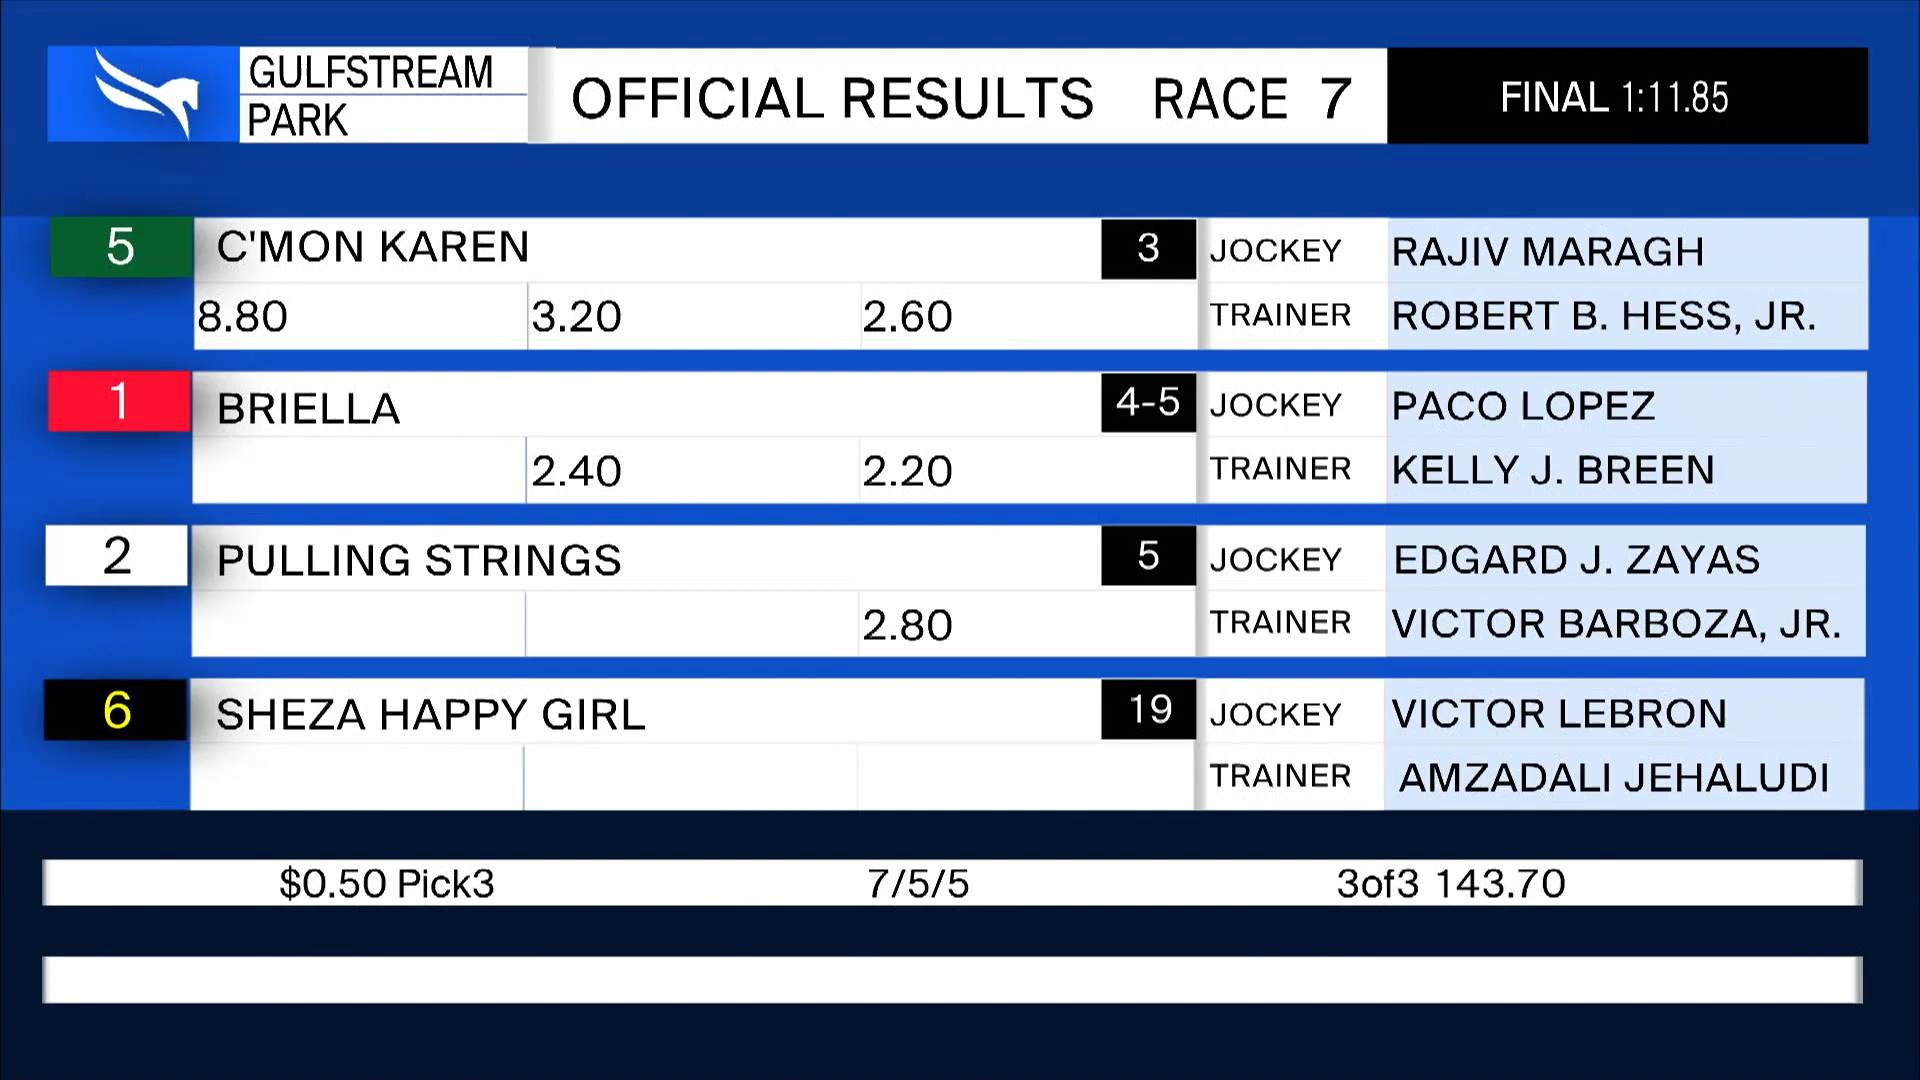 GULFSTREAM
PARK
OFFICIAL RESULTS RACE 7
FINAL 1:11.85
5 C'MON KAREN 3 JOCKEY RAJIV MARAGH
8.80 3.20 2.60 TRAINER ROBERT B. HESS, JR.
1 BRIELLA 4-5 JOCKEY PACO LOPEZ
2.40 2.20 TRAINER KELLY J. BREEN
2 PULLING STRINGS 5 JOCKEY EDGARD J. ZAYAS
2.80 TRAINER VICTOR BARBOZA, JR.
6 SHEZA HAPPY GIRL 19 JOCKEY VICTOR LEBRON
TRAINER AMZADALI JEHALUDI
$0.50 Pick3 7/5/5 3of3 143.70